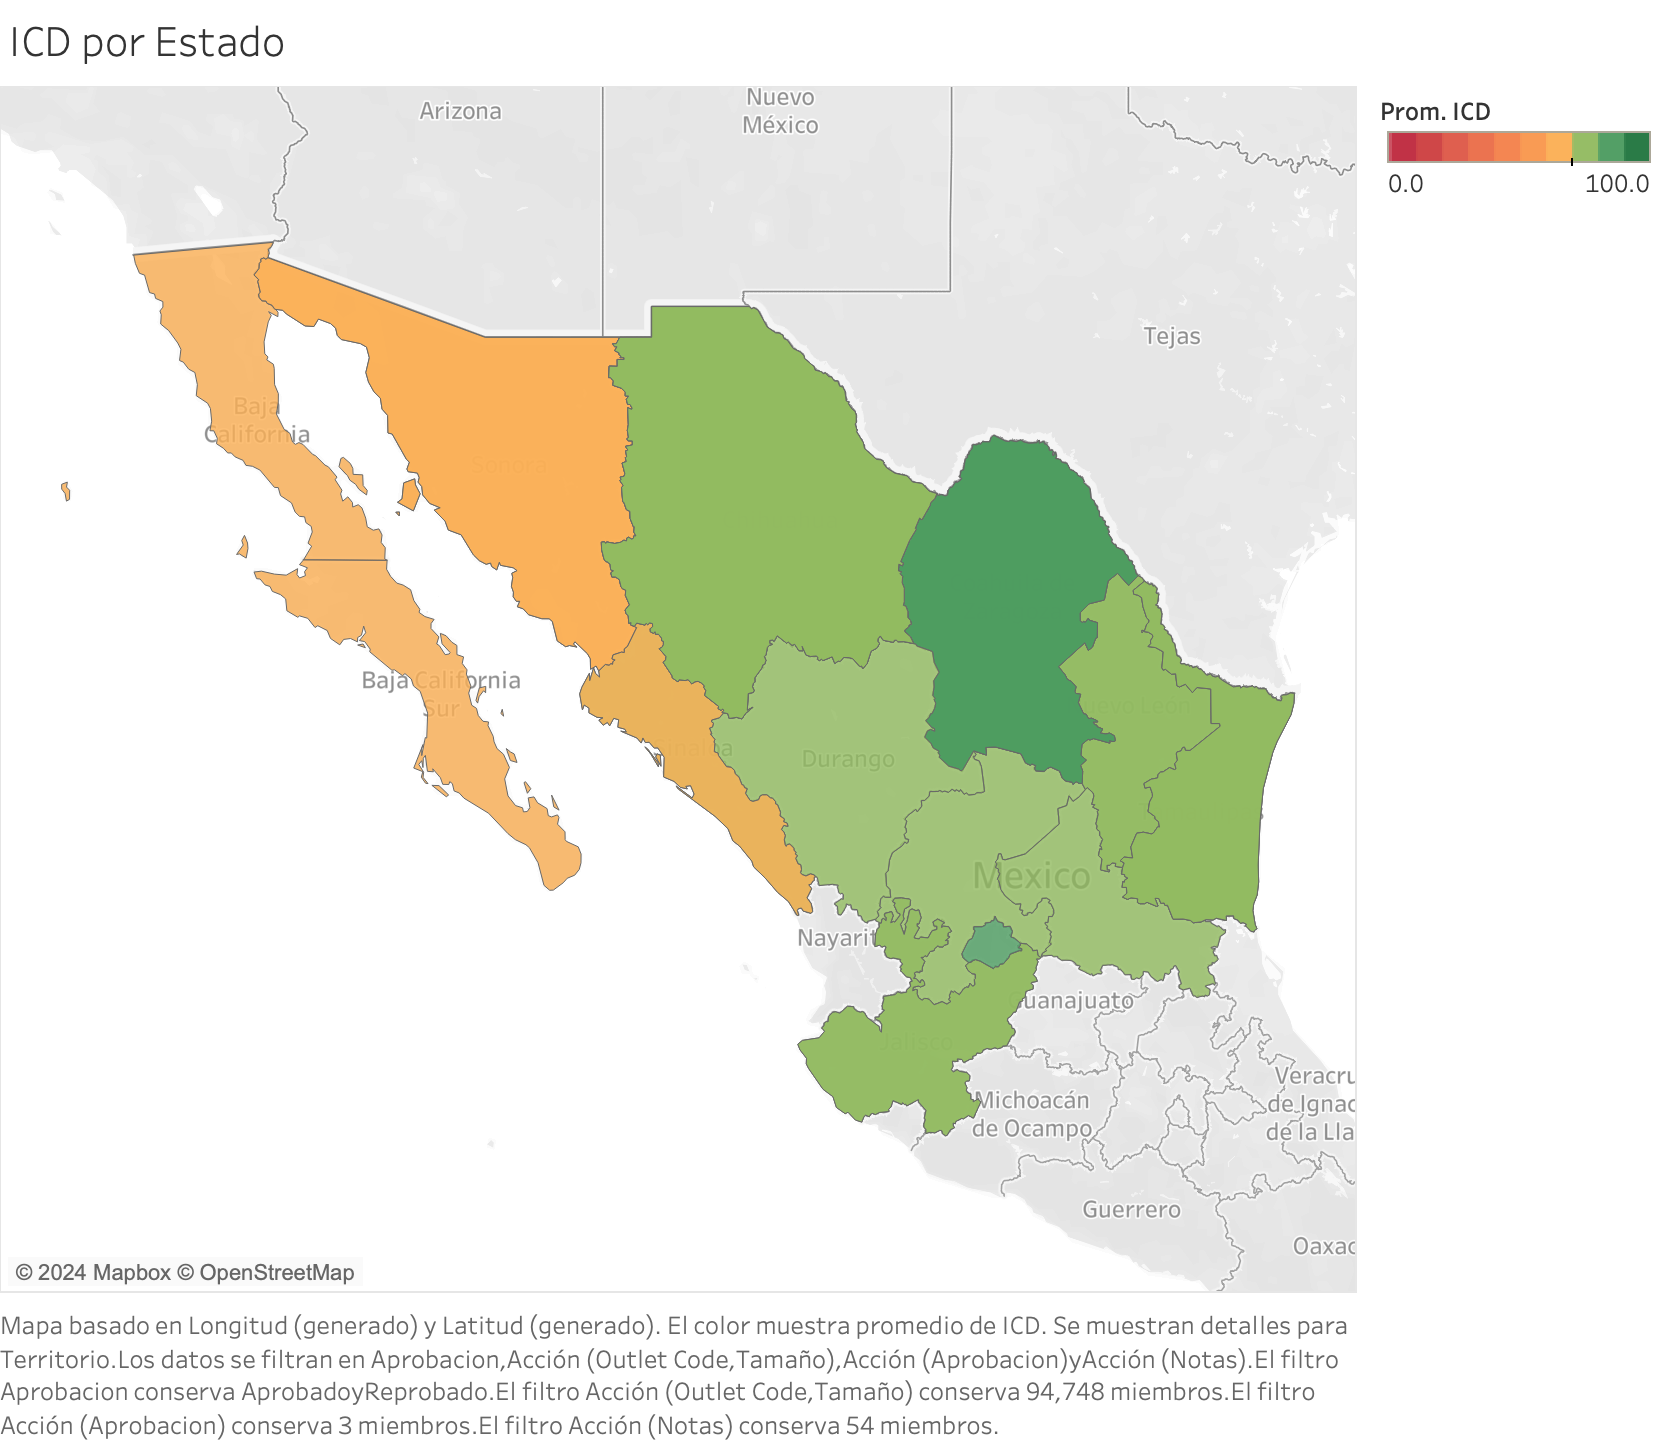 ICD por Estado
Prom. ICD
0.0
100.0
Arizona
Nuevo
México
Tejas
Baja
California
Sonora
Baja California
Sur
Sinaloa
Durango
uevo León
Mexico
Nayarit
uanajuato
Jalisco
Michoacán
de Ocampo
Veracru
de Ignac
de la Lla
Guerrero
Oaxac
© 2024 Mapbox © OpenStreetMap
Mapa basado en Longitud (generado) y Latitud (generado). El color muestra promedio de ICD. Se muestran detalles para
Territorio.Los datos se filtran en Aprobacion,Acción (Outlet Code,Tamaño),Acción (Aprobacion)yAcción (Notas).El filtro
Aprobacion conserva AprobadoyReprobado.El filtro Acción (Outlet Code,Tamaño) conserva 94,748 miembros.El filtro
Acción (Aprobacion) conserva 3 miembros.El filtro Acción (Notas) conserva 54 miembros.